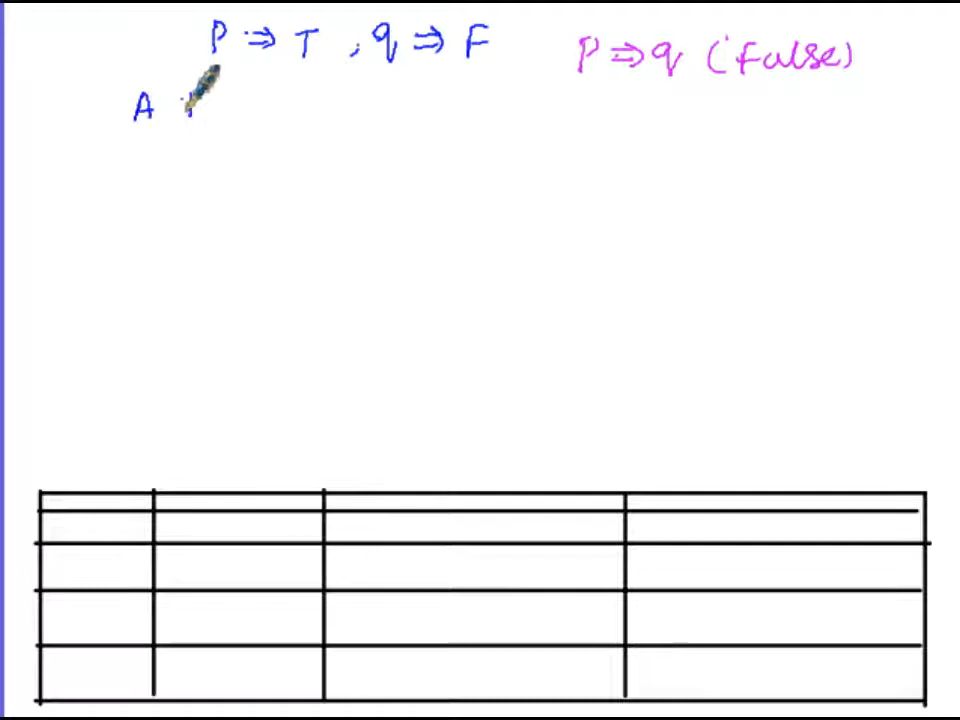 P ⇒ T , q ⇒ F
P ⇒ q (False)
A